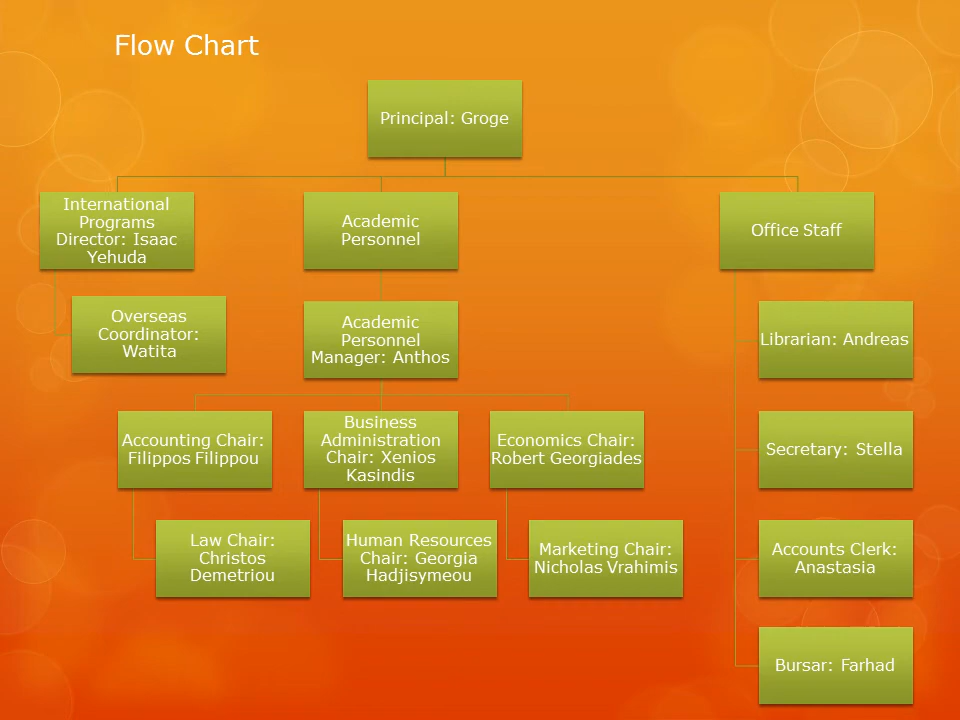 Flow Chart
Principal: Groge
International
Programs
Director: Isaac
Yehuda
Academic
Personnel
Office Staff
Overseas
Coordinator:
Watita
Academic
Personnel
Manager: Anthos
Librarian: Andreas
Accounting Chair:
Filippos Filippou
Business
Administration
Chair: Xenios
Kasindis
Economics Chair:
Robert Georgiades
Secretary: Stella
Law Chair:
Christos
Demetriou
Human Resources
Chair: Georgia
Hadjisymeou
Marketing Chair:
Nicholas Vrahimis
Accounts Clerk:
Anastasia
Bursar: Farhad